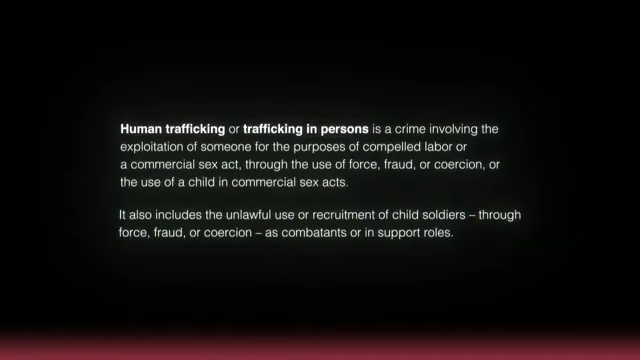 Human trafficking or trafficking in persons is a crime involving the
exploitation of someone for the purposes of compelled labor or
a commercial sex act, through the use of force, fraud, or coercion, or
the use of a child in commercial sex acts.
It also includes the unlawful use or recruitment of child soldiers – through
force, fraud, or coercion – as combatants or in support roles.